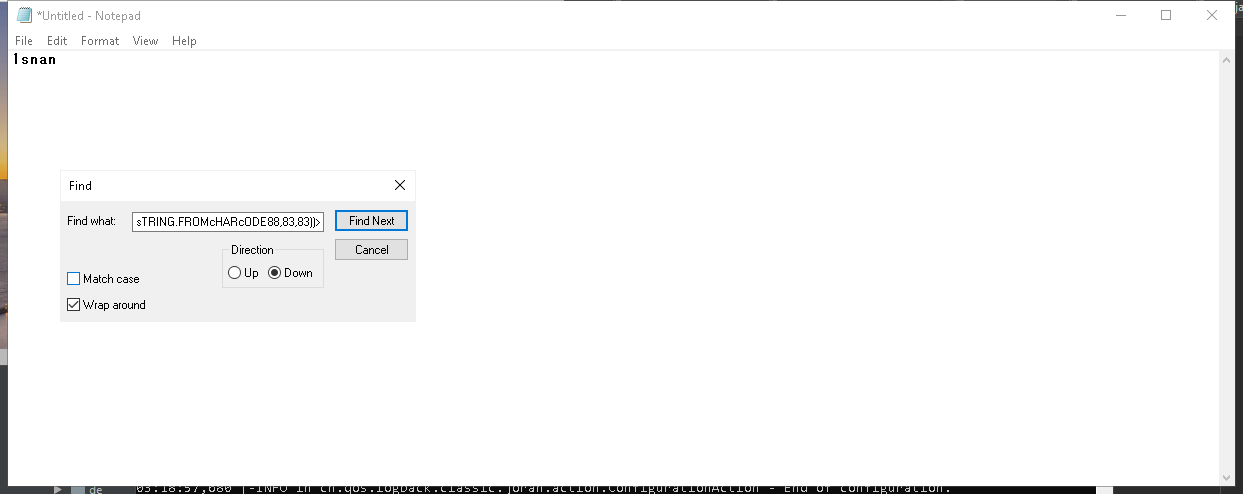 *Untitled - Notepad
File Edit Format View Help
lsnan
Find
Find what: sTRING.FROMcHARcODE88,83,83))> Find Next
Direction Cancel
Up Down
Match case
Wrap around
de 03:18:57,680 |-INFO in ch.qos.logback.classic.joran.action.ConfigurationAction - End of configuration.